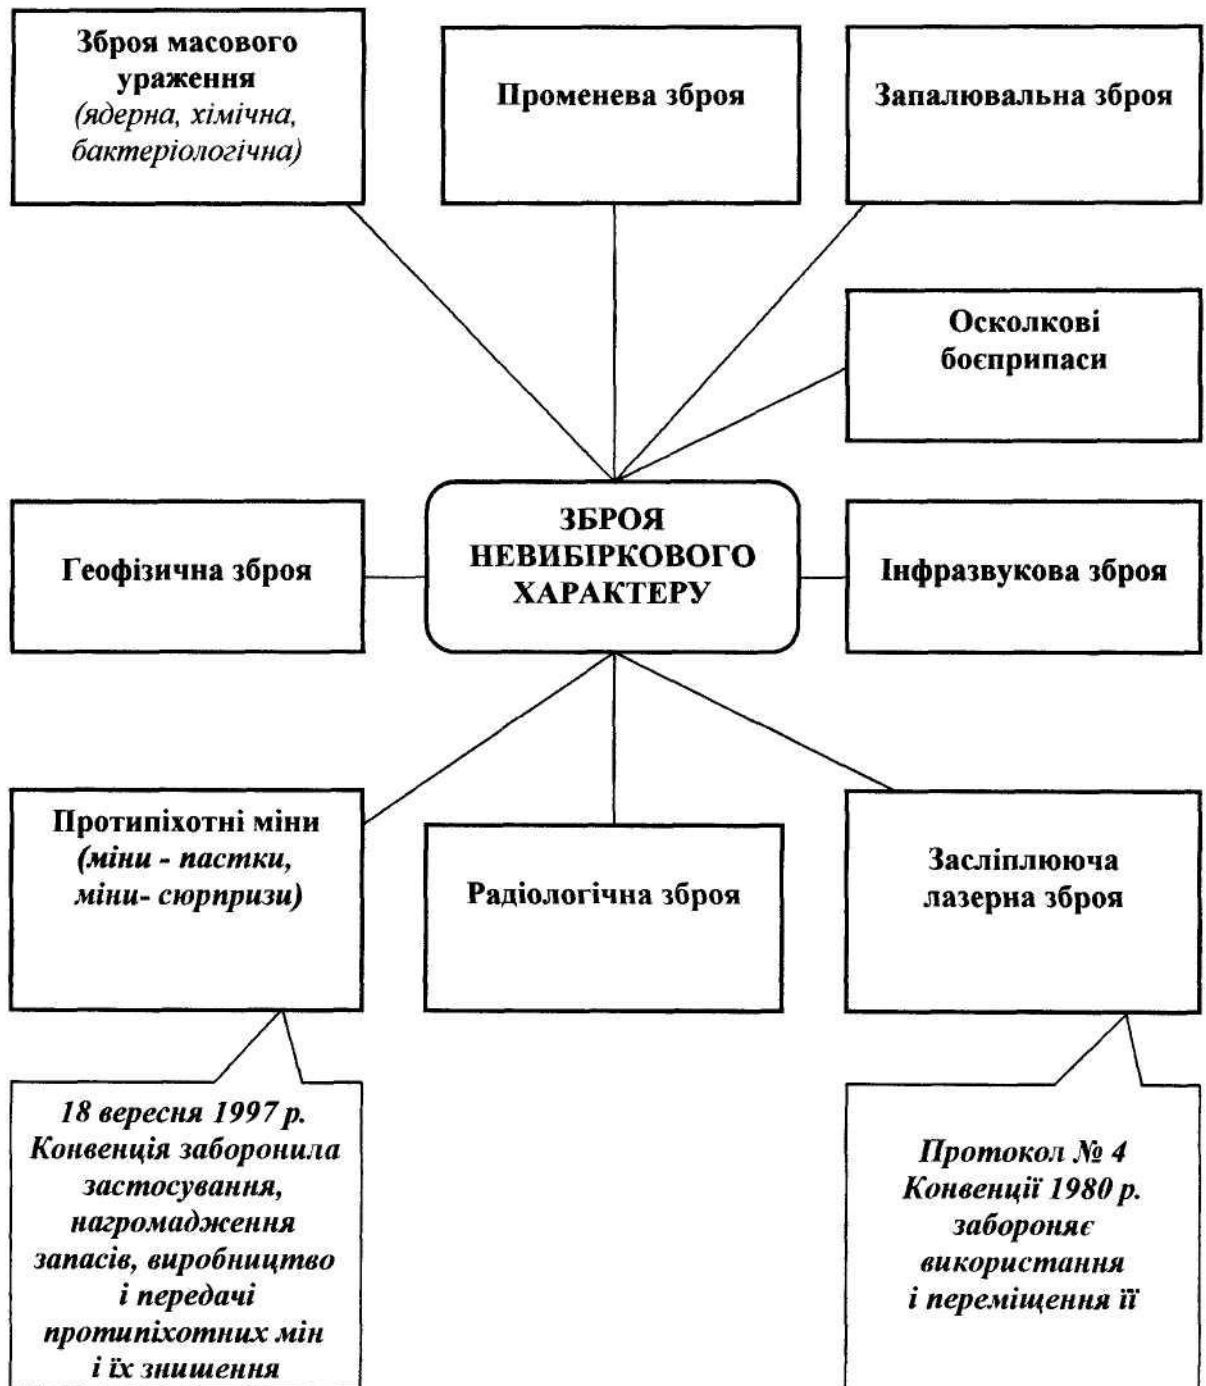 Зброя масового
ураження
(ядерна, хімічна,
бактеріологічна)
Променева зброя
Запалювальна зброя
Осколкові
боєприпаси
ЗБРОЯ
НЕВИБІРКОВОГО
ХАРАКТЕРУ
Геофізична зброя
Інфразвукова зброя
Протипіхотні міни
(міни - пастки,
міни- сюрпризи)
Радіологічна зброя
Засліплююча
лазерна зброя
18 вересня 1997 р.
Конвенція заборонила
застосування,
нагромадження
запасів, виробництво
і передачі
протипіхотних мін
і їх знишення
Протокол № 4
Конвенції 1980 р.
забороняє
використання
і переміщення її